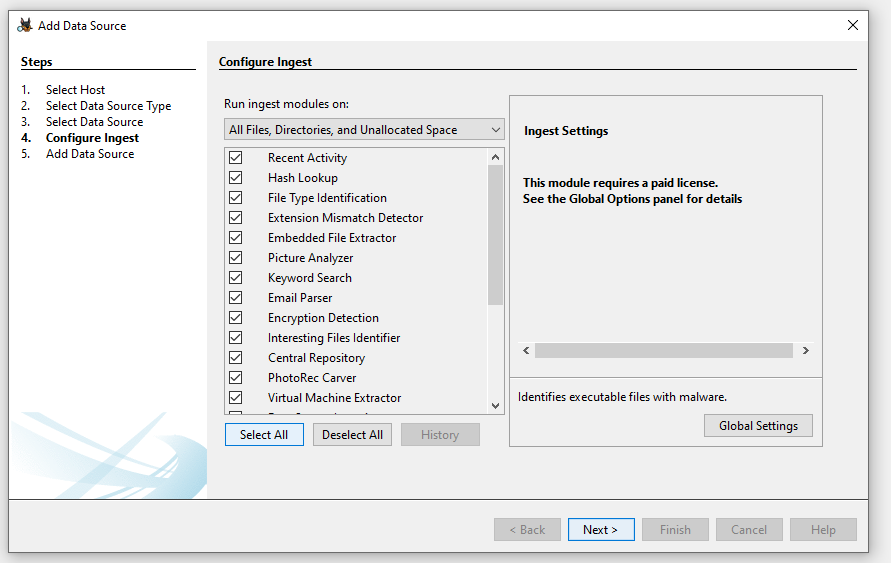 Add Data Source
Steps
1. Select Host
2. Select Data Source Type
3. Select Data Source
4. Configure Ingest
5. Add Data Source
Configure Ingest
Run ingest modules on:
All Files, Directories, and Unallocated Space
Recent Activity
Hash Lookup
File Type Identification
Extension Mismatch Detector
Embedded File Extractor
Picture Analyzer
Keyword Search
Email Parser
Encryption Detection
Interesting Files Identifier
Central Repository
PhotoRec Carver
Virtual Machine Extractor
Select All
Deselect All
History
Ingest Settings
This module requires a paid license.
See the Global Options panel for details
Identifies executable files with malware.
Global Settings
< Back
Next >
Finish
Cancel
Help